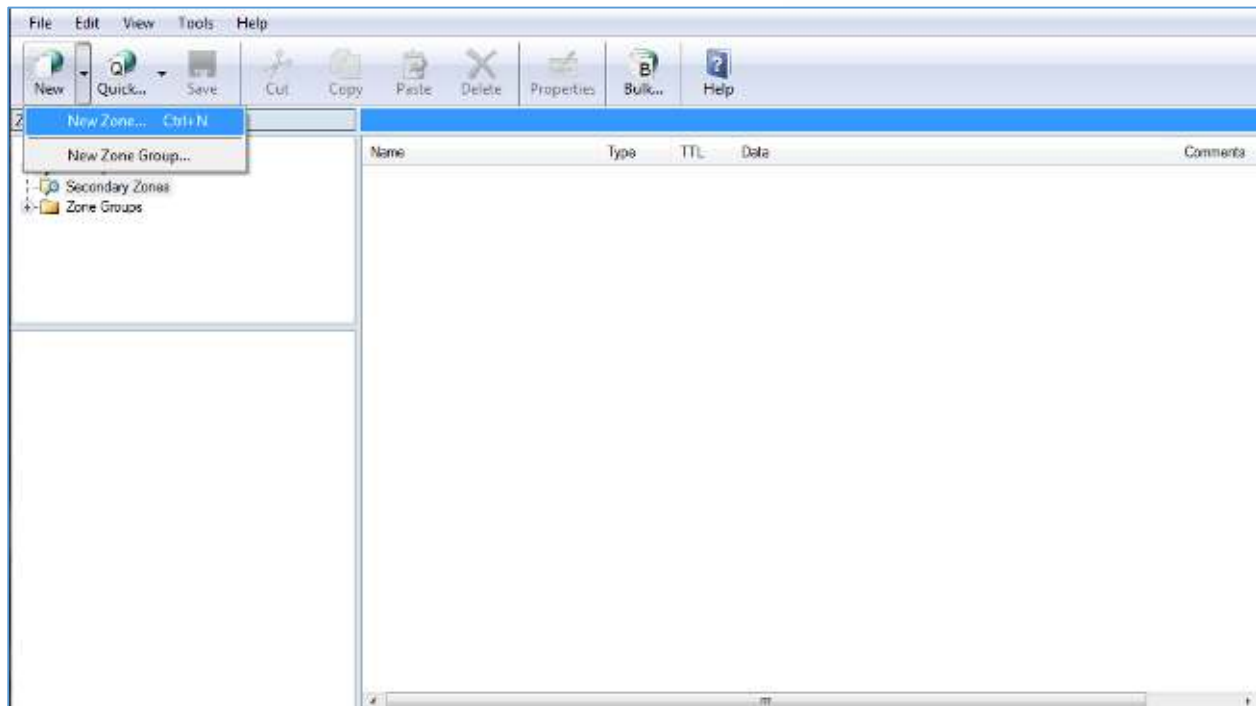 File Edit View Tools Help
New Quick... Save Cut Copy Paste Delete Properties Bulk... Help
New Zone... Ctrl+N
New Zone Group...
Name Type TTL Data Comments
Secondary Zones
Zone Groups